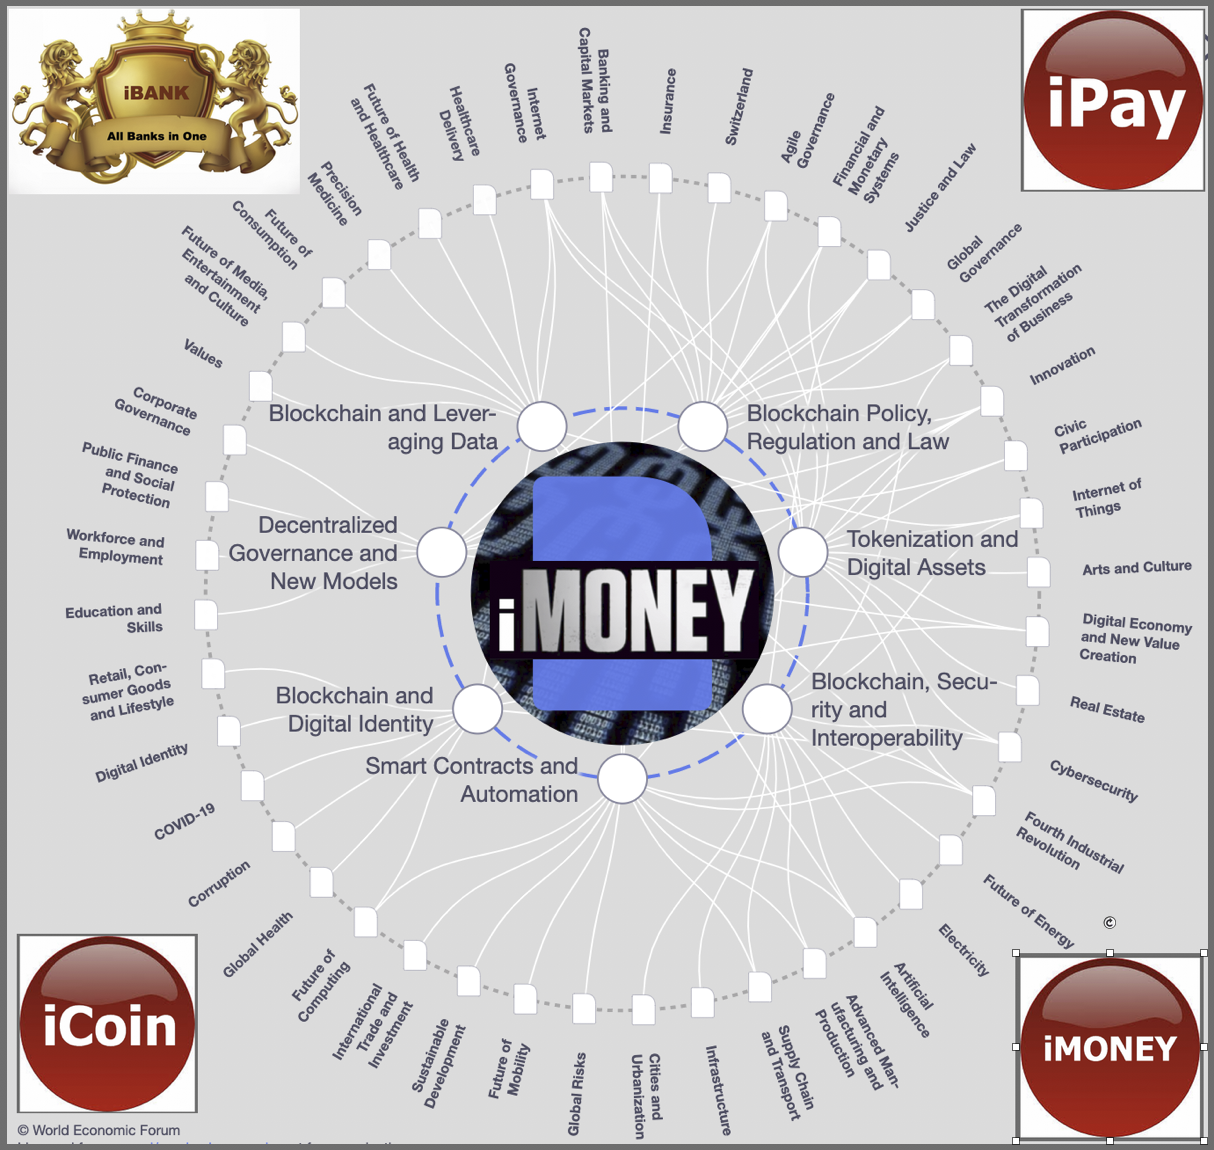 iBANK
All Banks in One
iPay
Banking and
Capital Markets
Insurance
Switzerland
Agile
Governance
Financial and
Monetary
Systems
Justice and Law
Global
Governance
The Digital
Transformation
of Business
Innovation
Civic
Participation
Internet of
Things
Arts and Culture
Digital Economy
and New Value
Creation
Real Estate
Cybersecurity
Fourth Industrial
Revolution
Future of Energy
Electricity
Artificial
Intelligence
Advanced Man-
ufacturing and
Production
Supply Chain
and Transport
Infrastructure
Cities and
Urbanization
Global Risks
Future of
Mobility
Sustainable
Development
International
Trade and
Investment
Future of
Computing
Global Health
Corruption
COVID-19
Digital Identity
Retail, Con-
sumer Goods
and Lifestyle
Education and
Skills
Workforce and
Employment
Public Finance
and Social
Protection
Corporate
Governance
Values
Future of Media,
Entertainment
and Culture
Future of
Consumption
Precision
Medicine
Future of Health
and Healthcare
Healthcare
Delivery
Internet
Governance
Blockchain and Lever-
aging Data
Blockchain Policy,
Regulation and Law
Decentralized
Governance and
New Models
Tokenization and
Digital Assets
iMONEY
Blockchain and
Digital Identity
Blockchain, Secu-
rity and
Interoperability
Smart Contracts and
Automation
iCoin
iMONEY
© World Economic Forum